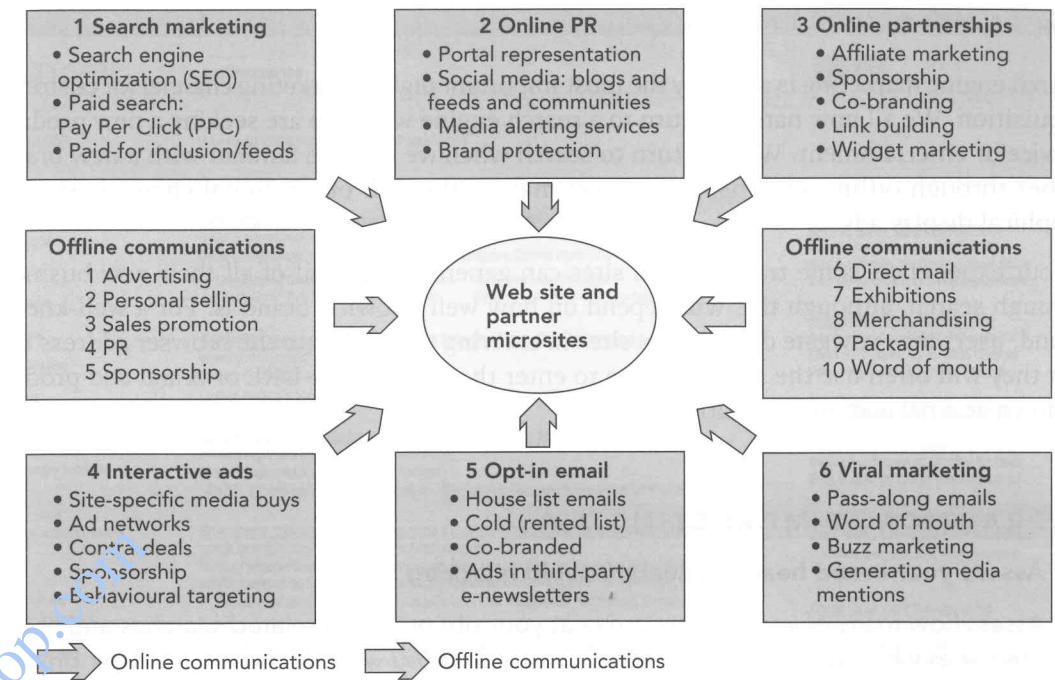 1 Search marketing
• Search engine
optimization (SEO)
• Paid search:
Pay Per Click (PPC)
• Paid-for inclusion/feeds
2 Online PR
• Portal representation
• Social media: blogs and
feeds and communities
• Media alerting services
• Brand protection
3 Online partnerships
• Affiliate marketing
• Sponsorship
• Co-branding
• Link building
• Widget marketing
Offline communications
1 Advertising
2 Personal selling
3 Sales promotion
4 PR
5 Sponsorship
Web site and
partner
microsites
Offline communications
6 Direct mail
7 Exhibitions
8 Merchandising
9 Packaging
10 Word of mouth
4 Interactive ads
• Site-specific media buys
• Ad networks
• Contra-deals
• Sponsorship
• Behavioural targeting
5 Opt-in email
• House list emails
• Cold (rented list)
• Co-branded
• Ads in third-party
e-newsletters
6 Viral marketing
• Pass-along emails
• Word of mouth
• Buzz marketing
• Generating media
mentions
Online communications
Offline communications
op.com